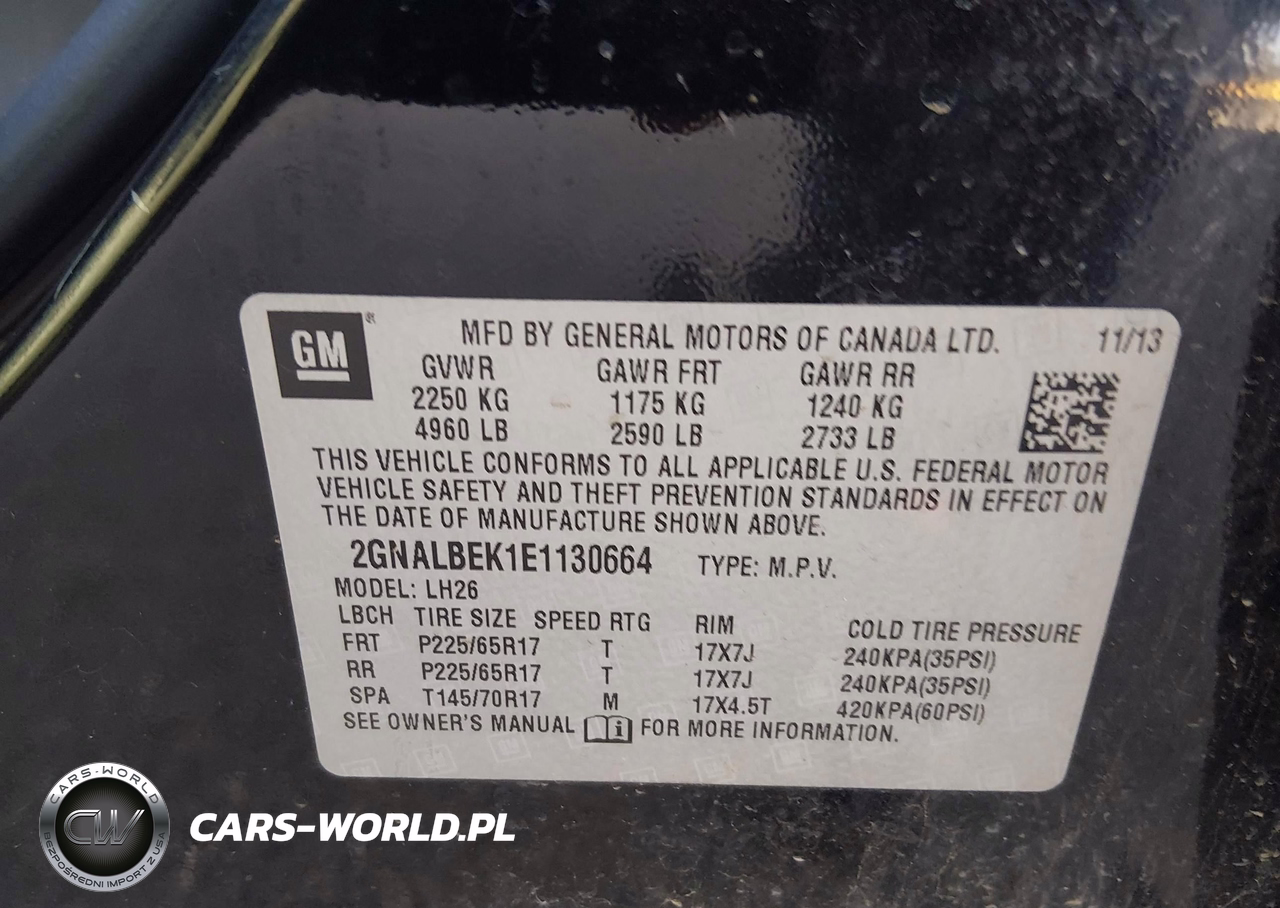 GM
MFD BY GENERAL MOTORS OF CANADA LTD. 11/13
GVWR GAWR FRT GAWR RR
2250 KG 1175 KG 1240 KG
4960 LB 2590 LB 2733 LB
THIS VEHICLE CONFORMS TO ALL APPLICABLE U.S. FEDERAL MOTOR
VEHICLE SAFETY AND THEFT PREVENTION STANDARDS IN EFFECT ON
THE DATE OF MANUFACTURE SHOWN ABOVE.
2GNALBEK1E1130664 TYPE: M.P.V.
MODEL: LH26
LBCH TIRE SIZE SPEED RTG RIM COLD TIRE PRESSURE
FRT P225/65R17 T 17X7J 240KPA(35PSI)
RR P225/65R17 T 17X7J 240KPA(35PSI)
SPA T145/70R17 M 17X4.5T 420KPA(60PSI)
SEE OWNER'S MANUAL i FOR MORE INFORMATION.
CARS-WORLD
CW
BEZPOŚREDNI IMPORT Z USA
CARS-WORLD.PL